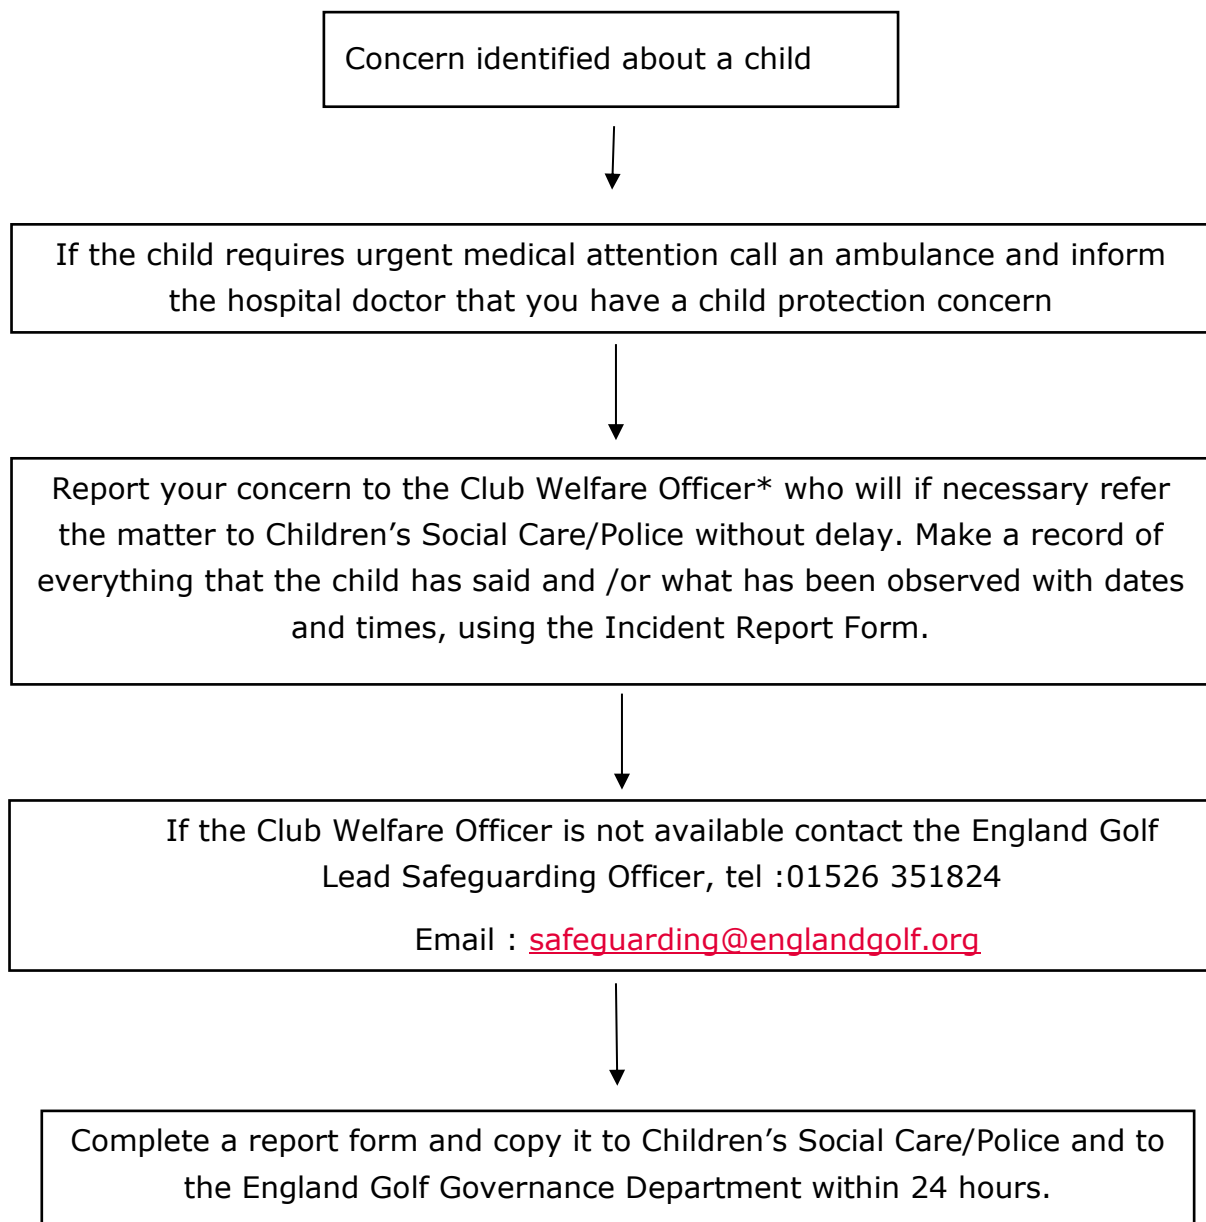 Concern identified about a child
If the child requires urgent medical attention call an ambulance and inform
the hospital doctor that you have a child protection concern
Report your concern to the Club Welfare Officer* who will if necessary refer
the matter to Children’s Social Care/Police without delay. Make a record of
everything that the child has said and /or what has been observed with dates
and times, using the Incident Report Form.
If the Club Welfare Officer is not available contact the England Golf
Lead Safeguarding Officer, tel :01526 351824
Email : safeguarding@englandgolf.org
Complete a report form and copy it to Children’s Social Care/Police and to
the England Golf Governance Department within 24 hours.